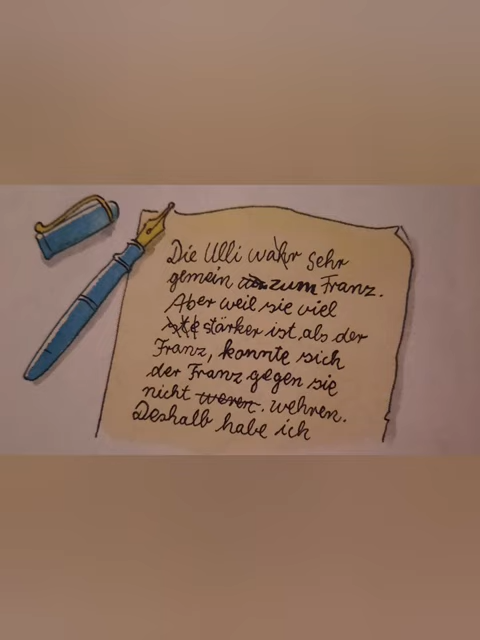 Die Ulli wahr sehr
gemein zum Franz.
Aber weil sie viel
stärker ist, als der
Franz, konnte sich
der Franz gegen sie
nicht weren. wehren.
Deshalb habe ich